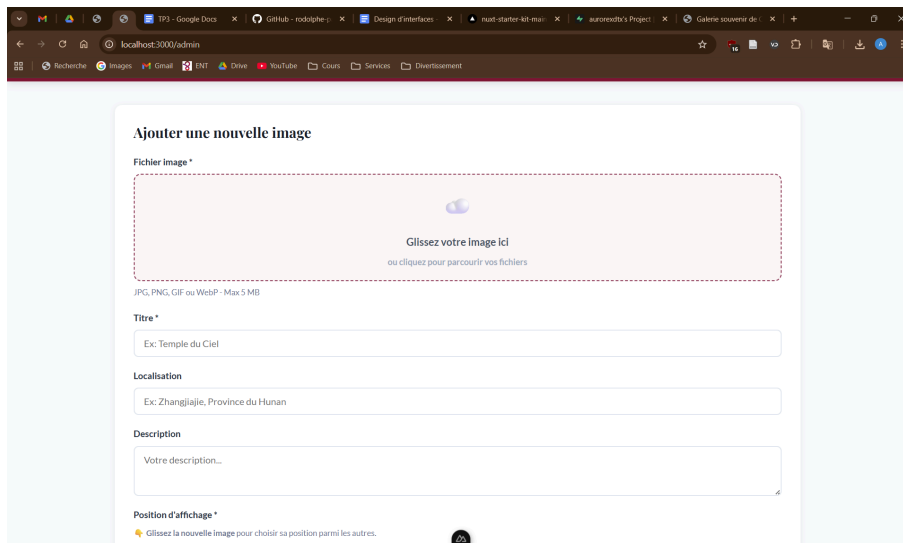 TP3 - Google Docs
GitHub - rodolphe-p
Design d'interfaces -
nuxt-starter-kit-main
aurorexdtx's Project
Galerie souvenir de
localhost:3000/admin
16
A
Recherche
Images
Gmail
ENT
Drive
YouTube
Cours
Services
Divertissement
Ajouter une nouvelle image
Fichier image *
Glissez votre image ici
ou cliquez pour parcourir vos fichiers
JPG, PNG, GIF ou WebP - Max 5 MB
Titre *
Ex: Temple du Ciel
Localisation
Ex: Zhangjiajie, Province du Hunan
Description
Votre description...
Position d'affichage *
Glissez la nouvelle image pour choisir sa position parmi les autres.